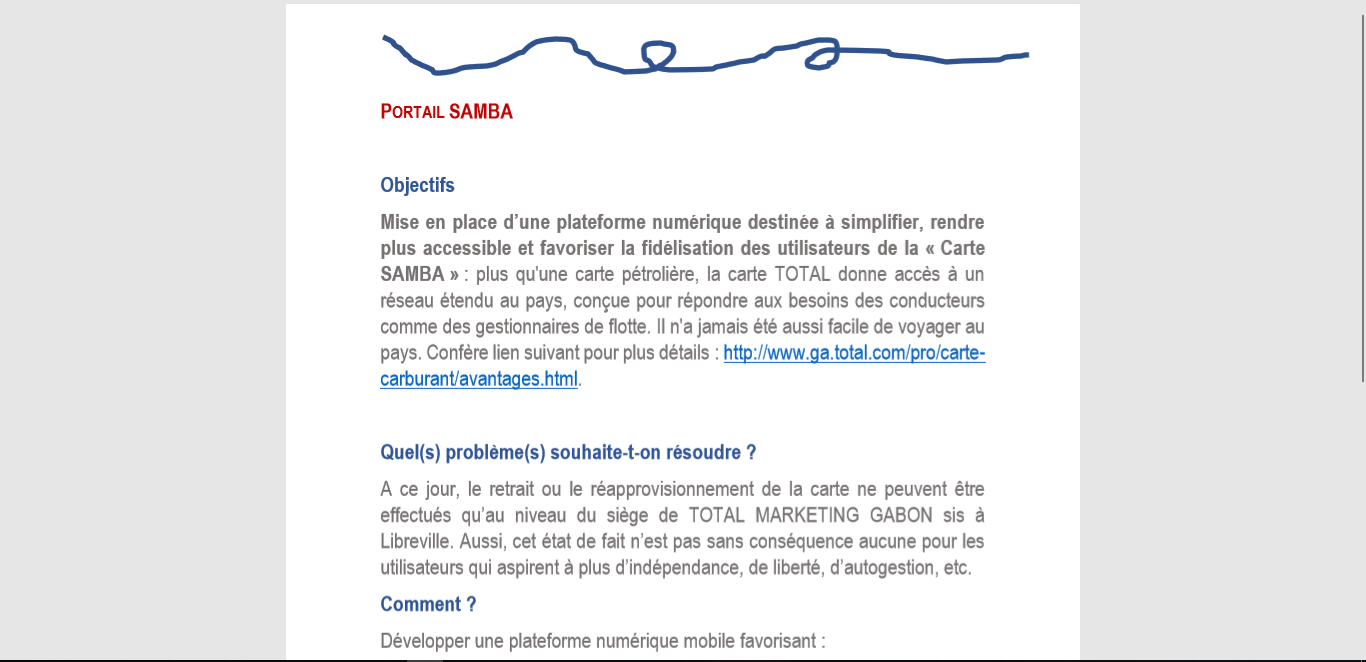 PORTAIL SAMBA
Objectifs
Mise en place d’une plateforme numérique destinée à simplifier, rendre
plus accessible et favoriser la fidélisation des utilisateurs de la « Carte
SAMBA » : plus qu'une carte pétrolière, la carte TOTAL donne accès à un
réseau étendu au pays, conçue pour répondre aux besoins des conducteurs
comme des gestionnaires de flotte. Il n'a jamais été aussi facile de voyager au
pays. Confère lien suivant pour plus détails : http://www.ga.total.com/pro/carte-
carburant/avantages.html.
Quel(s) problème(s) souhaite-t-on résoudre ?
A ce jour, le retrait ou le réapprovisionnement de la carte ne peuvent être
effectués qu’au niveau du siège de TOTAL MARKETING GABON sis à
Libreville. Aussi, cet état de fait n’est pas sans conséquence aucune pour les
utilisateurs qui aspirent à plus d’indépendance, de liberté, d’autogestion, etc.
Comment ?
Développer une plateforme numérique mobile favorisant :